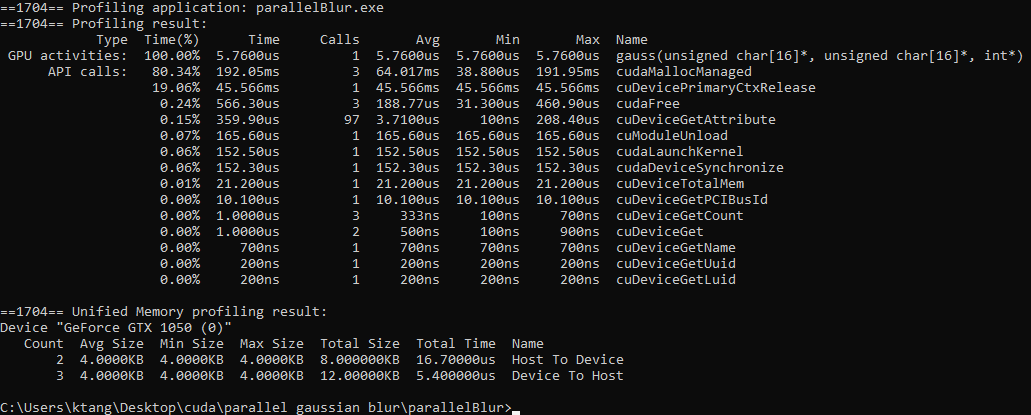 ==1704== Profiling application: parallelBlur.exe
==1704== Profiling result:
Type Time(%) Time Calls Avg Min Max Name
GPU activities: 100.00% 5.7600us 1 5.7600us 5.7600us 5.7600us gauss(unsigned char[16]*, unsigned char[16]*, int*)
API calls: 80.34% 192.05ms 3 64.017ms 38.800us 191.95ms cudaMallocManaged
19.06% 45.566ms 1 45.566ms 45.566ms 45.566ms cuDevicePrimaryCtxRelease
0.24% 566.30us 3 188.77us 31.300us 460.90us cudaFree
0.15% 359.90us 97 3.7100us 100ns 208.40us cuDeviceGetAttribute
0.07% 165.60us 1 165.60us 165.60us 165.60us cuModuleUnload
0.06% 152.50us 1 152.50us 152.50us 152.50us cudaLaunchKernel
0.06% 152.30us 1 152.30us 152.30us 152.30us cudaDeviceSynchronize
0.01% 21.200us 1 21.200us 21.200us 21.200us cuDeviceTotalMem
0.00% 10.100us 1 10.100us 10.100us 10.100us cuDeviceGetPCIBusId
0.00% 1.0000us 3 333ns 100ns 700ns cuDeviceGetCount
0.00% 1.0000us 2 500ns 100ns 900ns cuDeviceGet
0.00% 700ns 1 700ns 700ns 700ns cuDeviceGetName
0.00% 200ns 1 200ns 200ns 200ns cuDeviceGetUuid
0.00% 200ns 1 200ns 200ns 200ns cuDeviceGetLuid
==1704== Unified Memory profiling result:
Device "GeForce GTX 1050 (0)"
Count Avg Size Min Size Max Size Total Size Total Time Name
2 4.0000KB 4.0000KB 4.0000KB 8.000000KB 16.70000us Host To Device
3 4.0000KB 4.0000KB 4.0000KB 12.00000KB 5.400000us Device To Host
C:\Users\ktang\Desktop\cuda\parallel gaussian blur\parallelBlur>